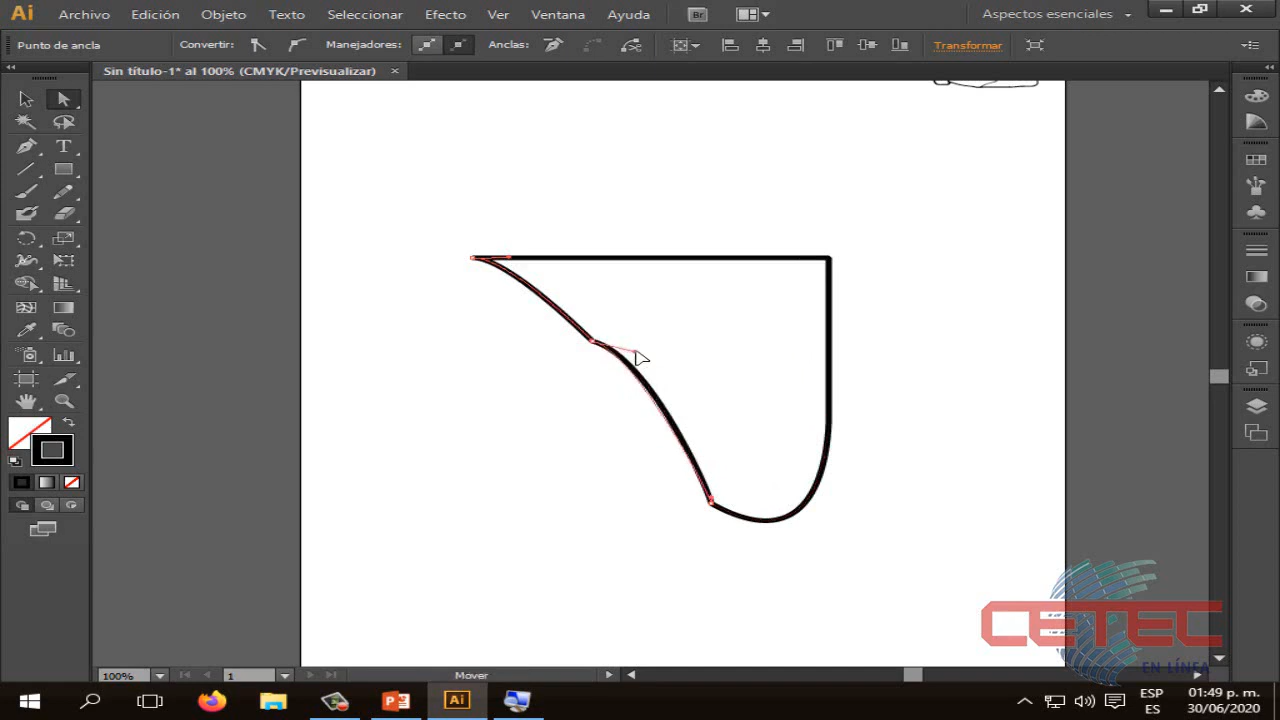 Ai Archivo Edición Objeto Texto Seleccionar Efecto Ver Ventana Ayuda Br Aspectos esenciales
Punto de ancla Convertir: Manejadores: Anclas: Transformar
Sin título-1* al 100% (CMYK/Previsualizar)
100% 1 Mover
CETEC
EN LÍNEA
Ai ESP 01:49 p. m.
ES 30/06/2020